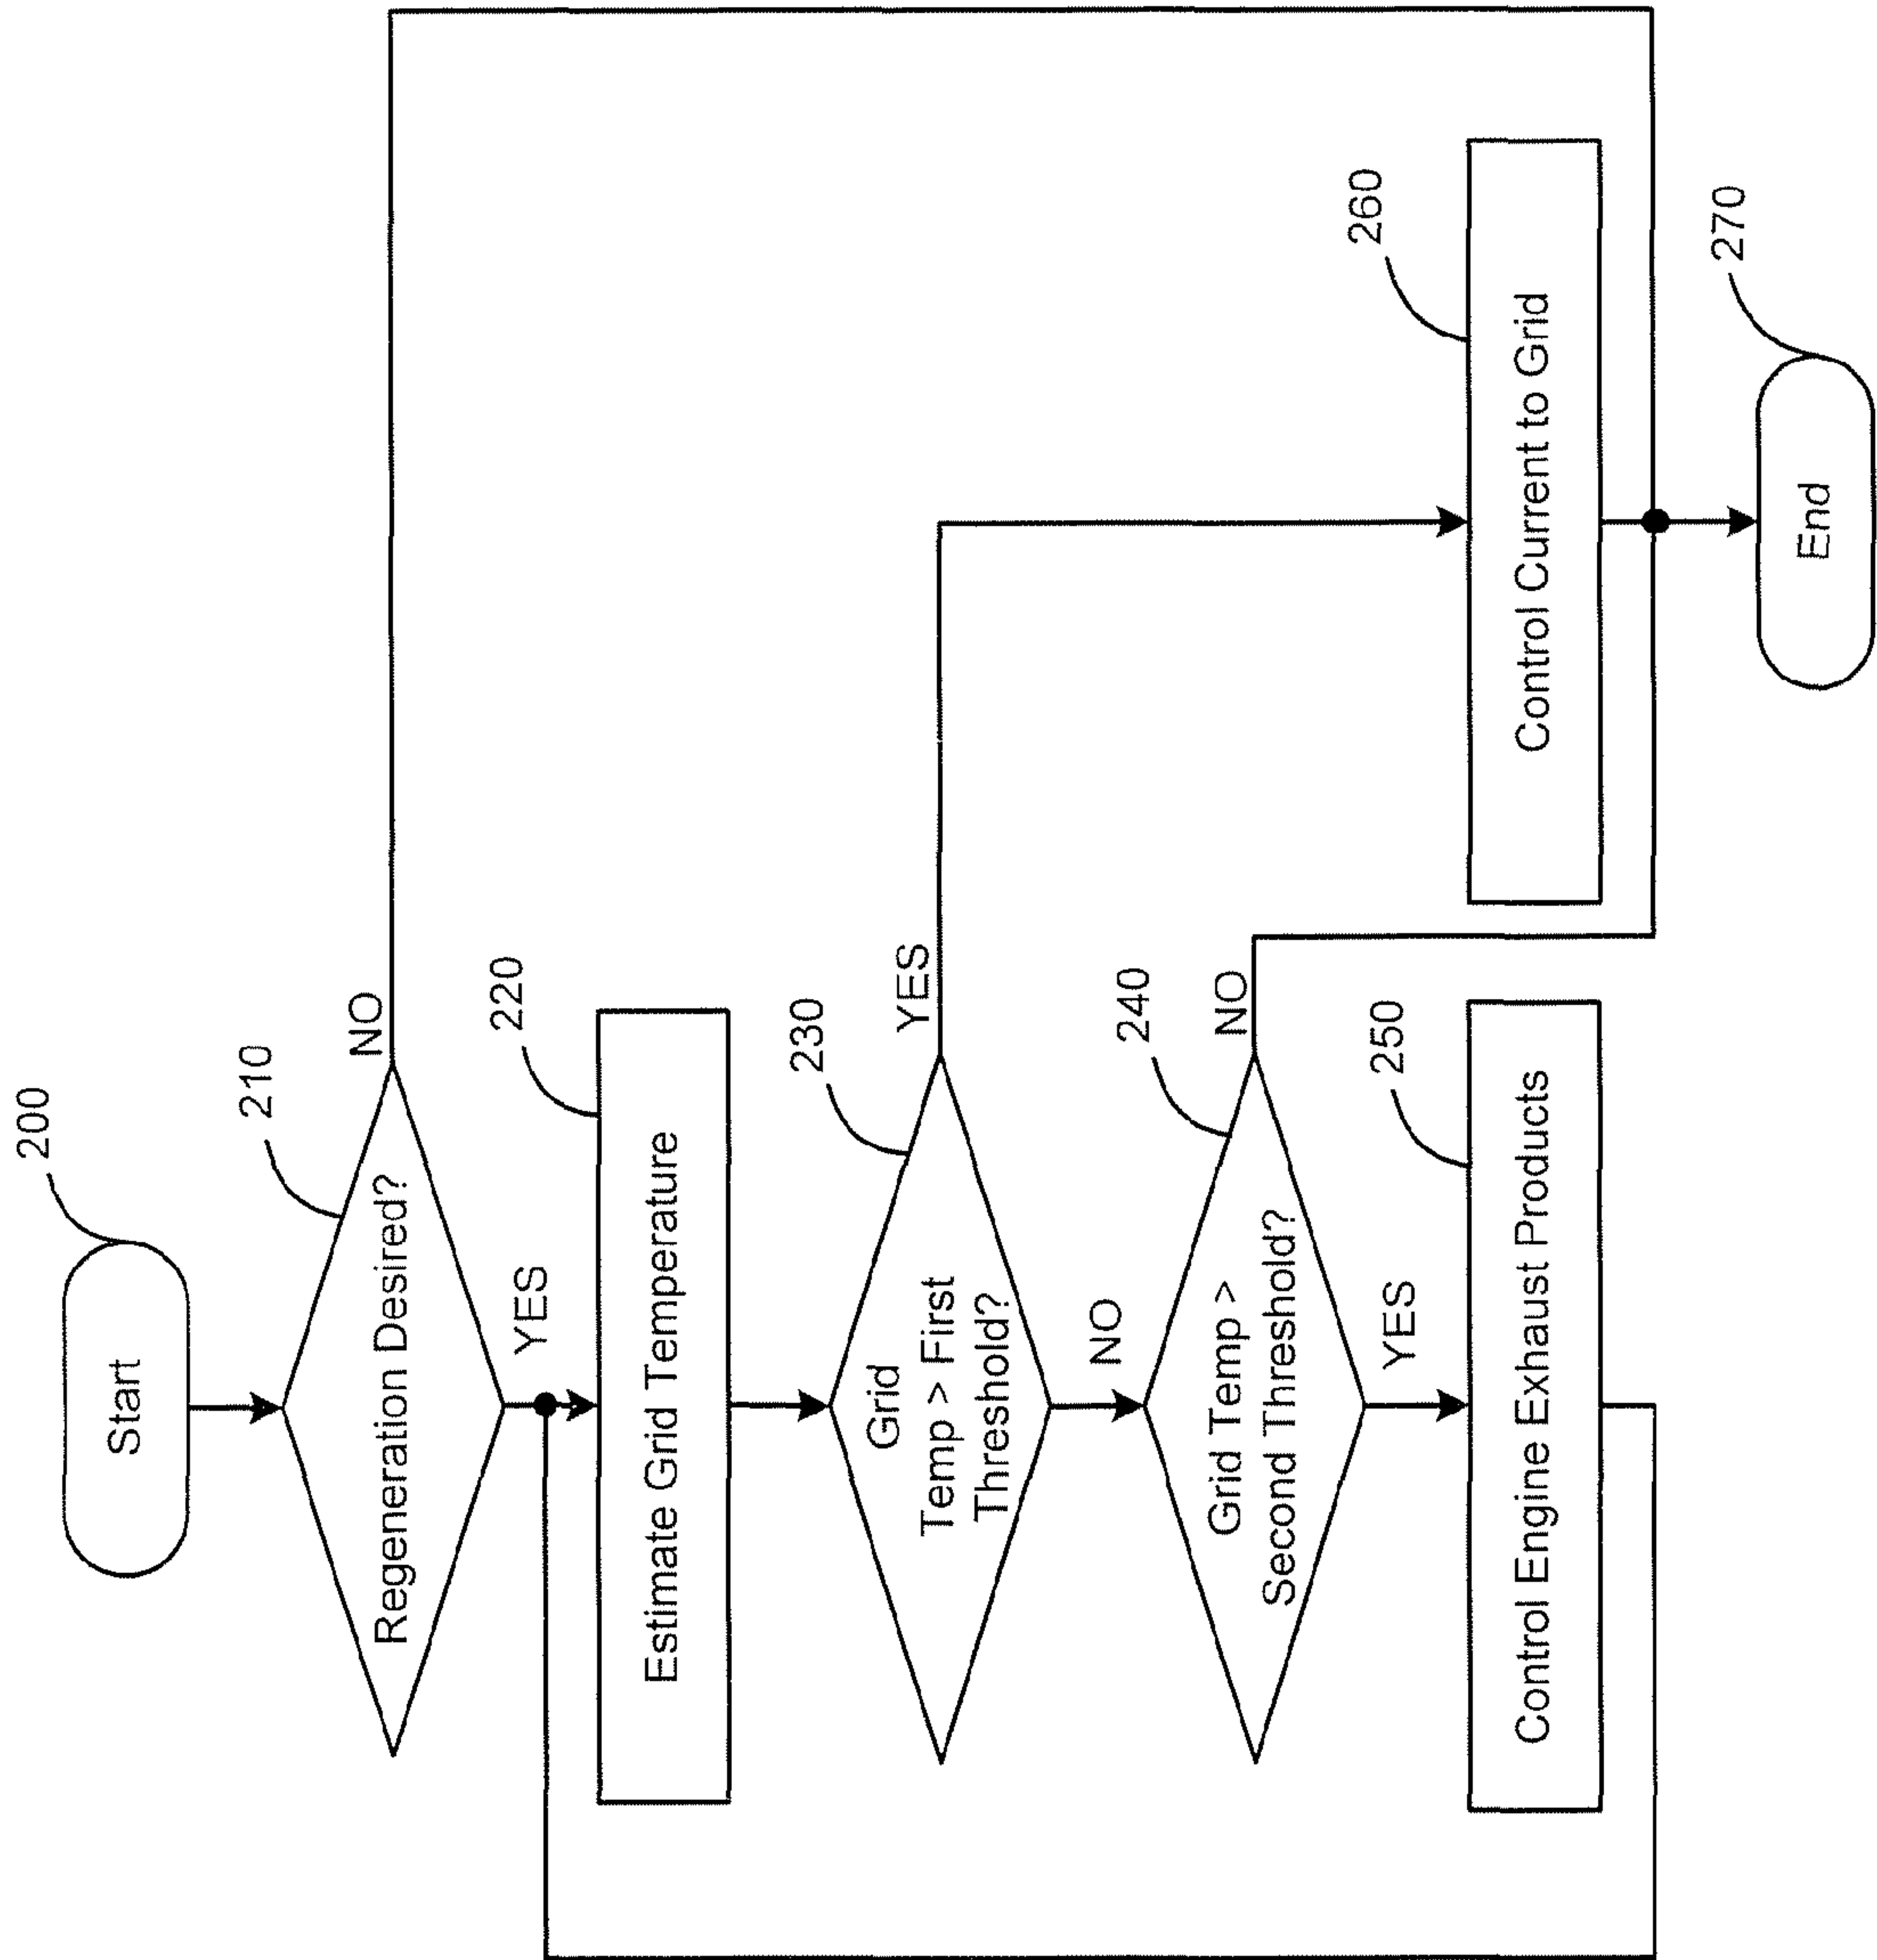 200
Start
210
Regeneration Desired?
NO
YES
220
Estimate Grid Temperature
230
Grid
Temp > First
Threshold?
YES
NO
240
Grid Temp >
Second Threshold?
NO
YES
250
Control Engine Exhaust Products
260
Control Current to Grid
270
End